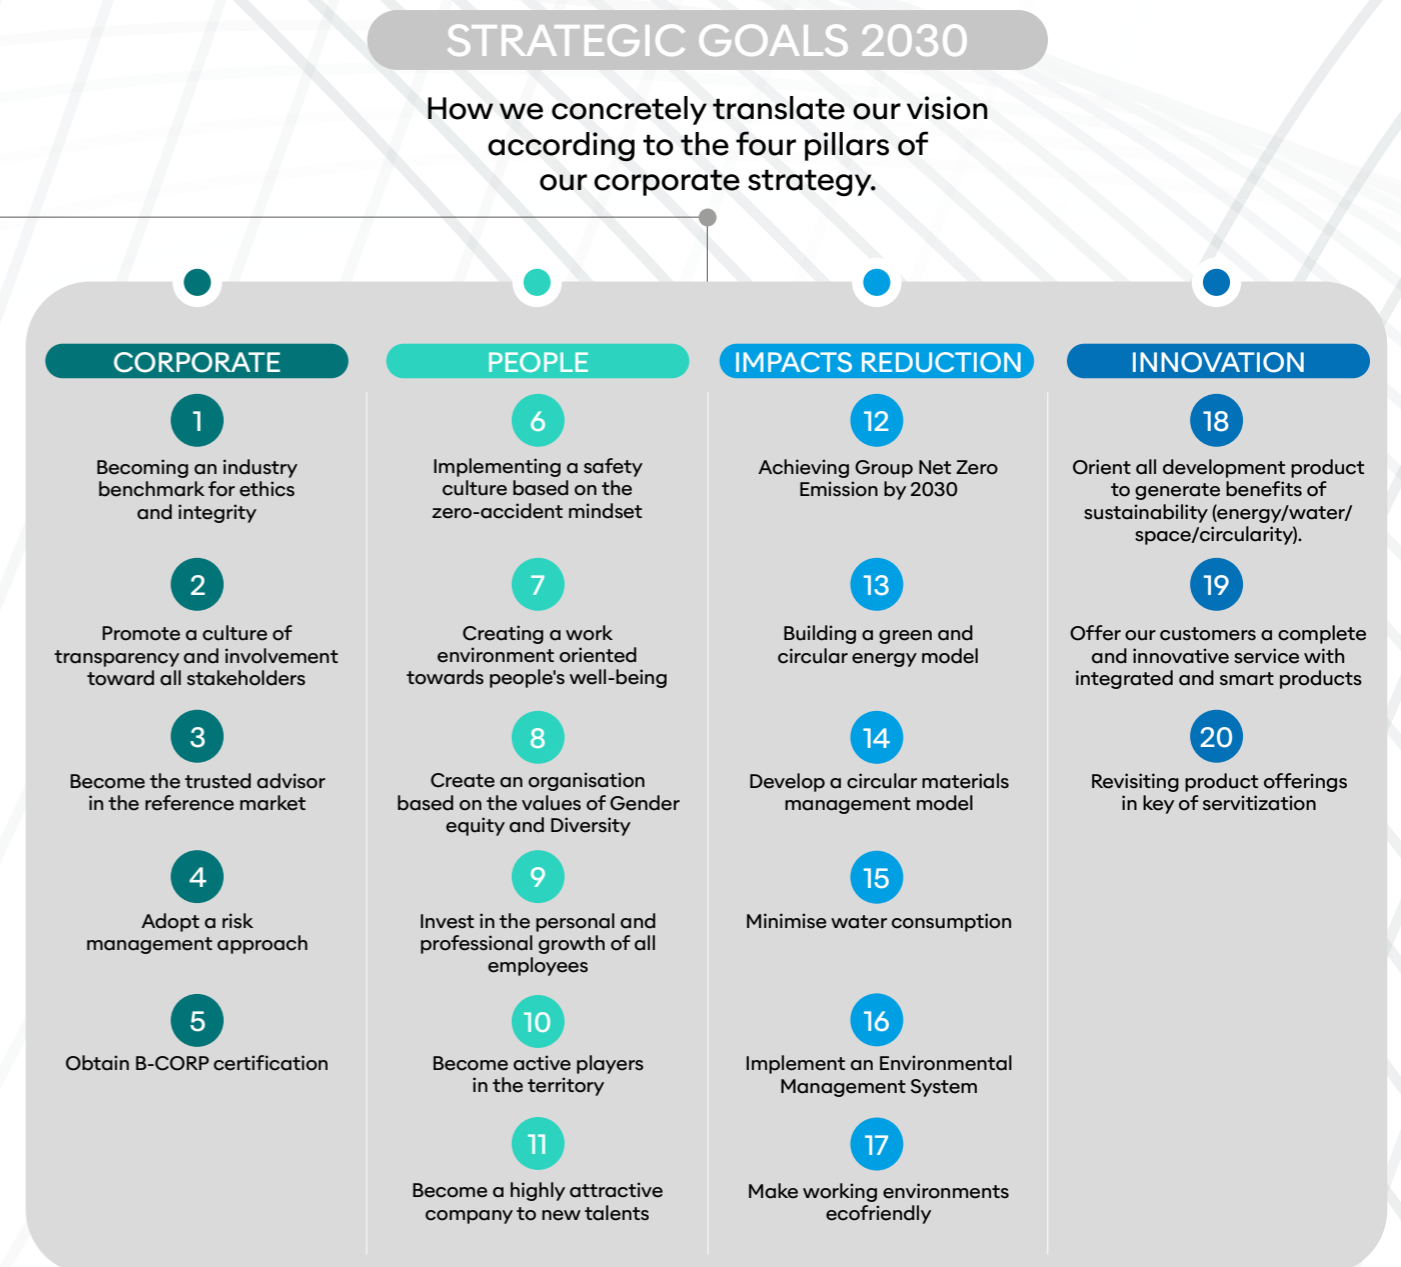 STRATEGIC GOALS 2030
How we concretely translate our vision
according to the four pillars of
our corporate strategy.
CORPORATE
1
Becoming an industry
benchmark for ethics
and integrity
2
Promote a culture of
transparency and involvement
toward all stakeholders
3
Become the trusted advisor
in the reference market
4
Adopt a risk
management approach
5
Obtain B-CORP certification
PEOPLE
6
Implementing a safety
culture based on the
zero-accident mindset
7
Creating a work
environment oriented
towards people's well-being
8
Create an organisation
based on the values of Gender
equity and Diversity
9
Invest in the personal and
professional growth of all
employees
10
Become active players
in the territory
11
Become a highly attractive
company to new talents
IMPACTS REDUCTION
12
Achieving Group Net Zero
Emission by 2030
13
Building a green and
circular energy model
14
Develop a circular materials
management model
15
Minimise water consumption
16
Implement an Environmental
Management System
17
Make working environments
ecofriendly
INNOVATION
18
Orient all development product
to generate benefits of
sustainability (energy/water/
space/circularity).
19
Offer our customers a complete
and innovative service with
integrated and smart products
20
Revisiting product offerings
in key of servitization